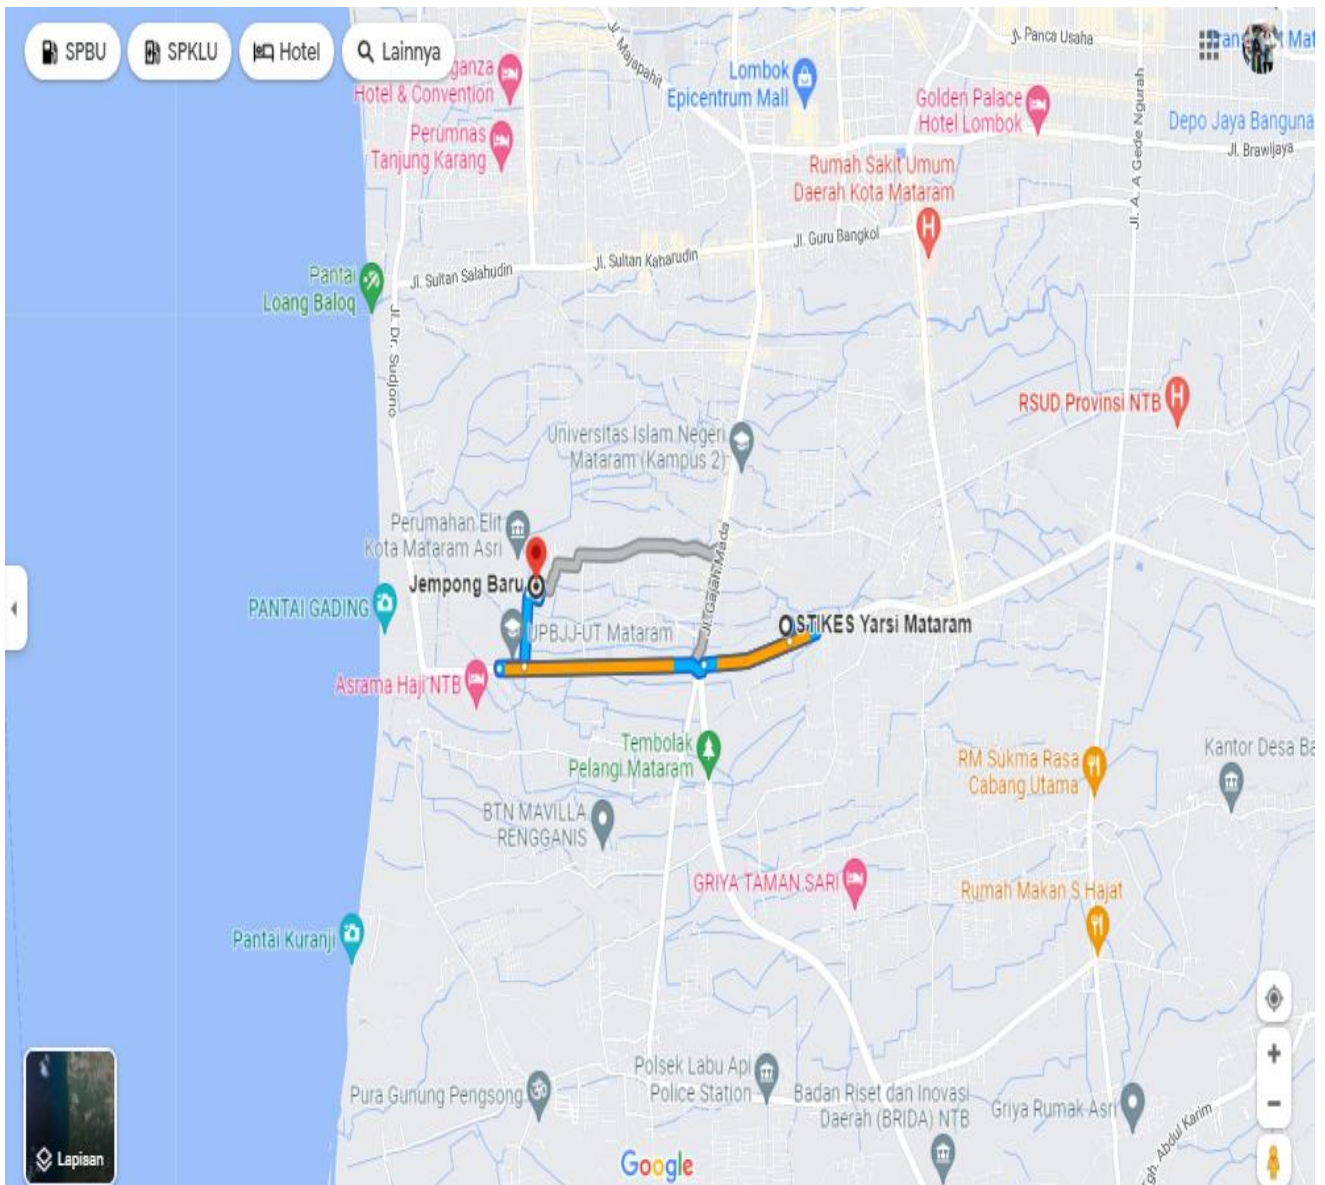 SPBU
SPKLU
Hotel
Lainnya
Jl. Majapahit
Jl. Panca Usaha
Hotel & Convention
Lombok
Epicentrum Mall
Golden Palace
Hotel Lombok
Jl. A. A Gede Ngurah
Depo Jaya Banguna
Jl. Brawijaya
Perumnas
Tanjung Karang
Rumah Sakit Umum
Daerah Kota Mataram
Jl. Guru Bangkol
Jl. Sultan Kaharudin
Jl. Sultan Salahudin
Pantai
Loang Baloq
Jl. Dr. Sudjono
RSUD Provinsi NTB
Universitas Islam Negeri
Mataram (Kampus 2)
Perumahan Elit
Kota Mataram Asri
Jl. Gajah Mada
Jempong Baru
PANTAI GADING
UPBJJ-UT Mataram
STIKES Yarsi Mataram
Asrama Haji NTB
Tembolak
Pelangi Mataram
RM Sukma Rasa
Cabang Utama
Kantor Desa Ba
BTN MAVILLA
RENGGANIS
GRIYA TAMAN SARI
Rumah Makan S Hajat
Pantai Kuranji
Polsek Labu Api
Police Station
Badan Riset dan Inovasi
Daerah (BRIDA) NTB
Griya Rumak Asri
Pura Gunung Pengsong
Tgh. Abdul Karim
Lapisan
Google